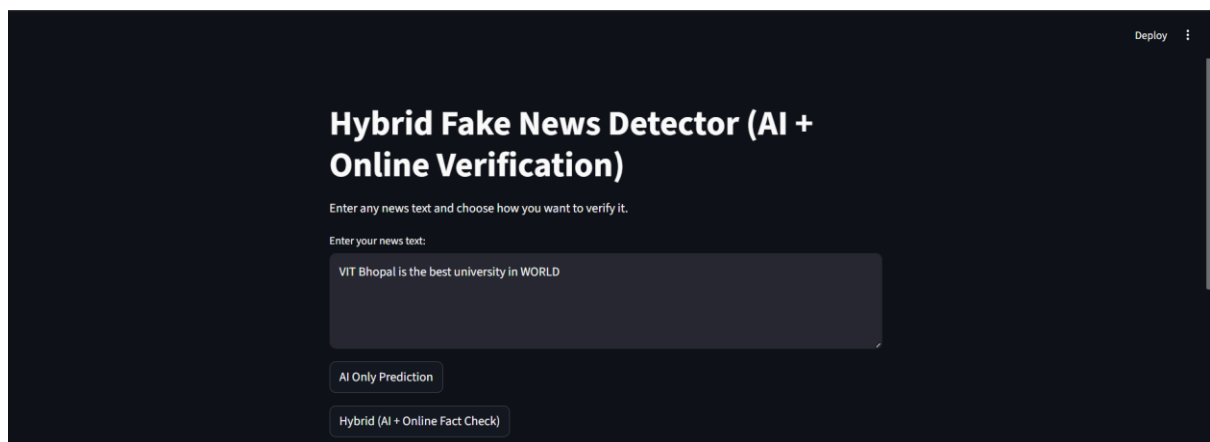 Deploy
Hybrid Fake News Detector (AI +
Online Verification)
Enter any news text and choose how you want to verify it.
Enter your news text:
VIT Bhopal is the best university in WORLD
AI Only Prediction
Hybrid (AI + Online Fact Check)